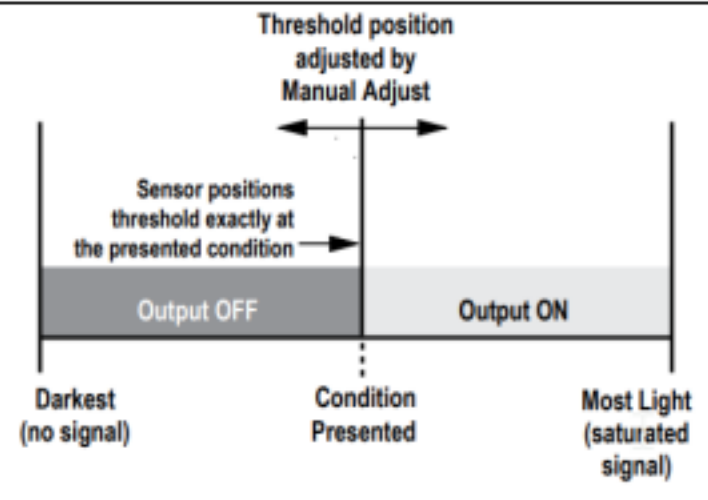 Threshold position
adjusted by
Manual Adjust
Sensor positions
threshold exactly at
the presented condition
Output OFF
Output ON
Darkest
(no signal)
Condition
Presented
Most Light
(saturated
signal)